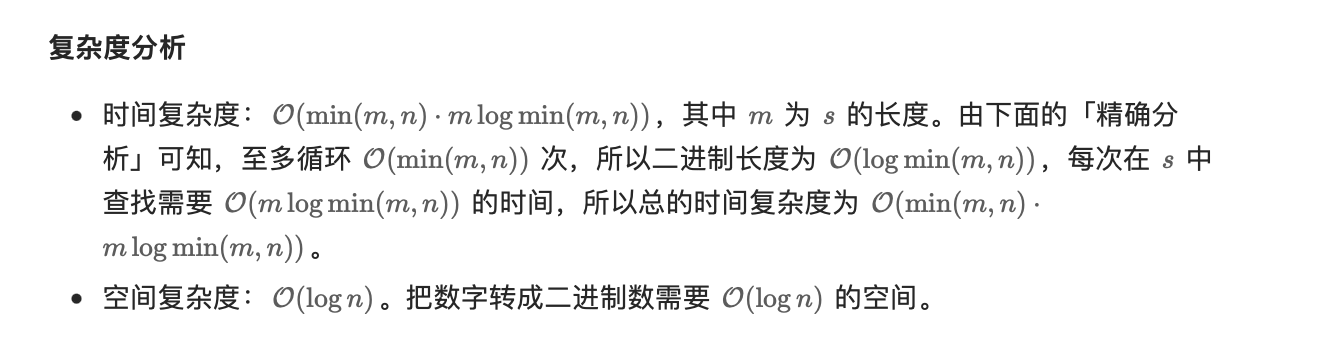 复杂度分析
• 时间复杂度：$\mathcal{O}(\min(m, n) \cdot m \log \min(m, n))$，其中 $m$ 为 $s$ 的长度。由下面的「精确分
析」可知，至多循环 $\mathcal{O}(\min(m, n))$ 次，所以二进制长度为 $\mathcal{O}(\log \min(m, n))$，每次在 $s$ 中
查找需要 $\mathcal{O}(m \log \min(m, n))$ 的时间，所以总的时间复杂度为 $\mathcal{O}(\min(m, n) \cdot$
$m \log \min(m, n))$。
• 空间复杂度：$\mathcal{O}(\log n)$。把数字转成二进制数需要 $\mathcal{O}(\log n)$ 的空间。